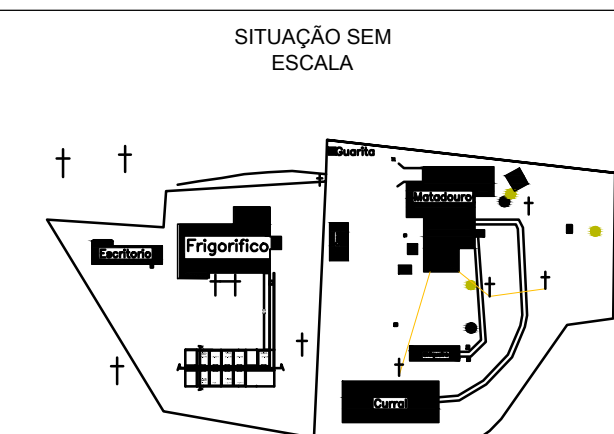 SITUAÇÃO SEM
ESCALA
Guarita
Matadouro
Escritorio
Frigorifico
Curral